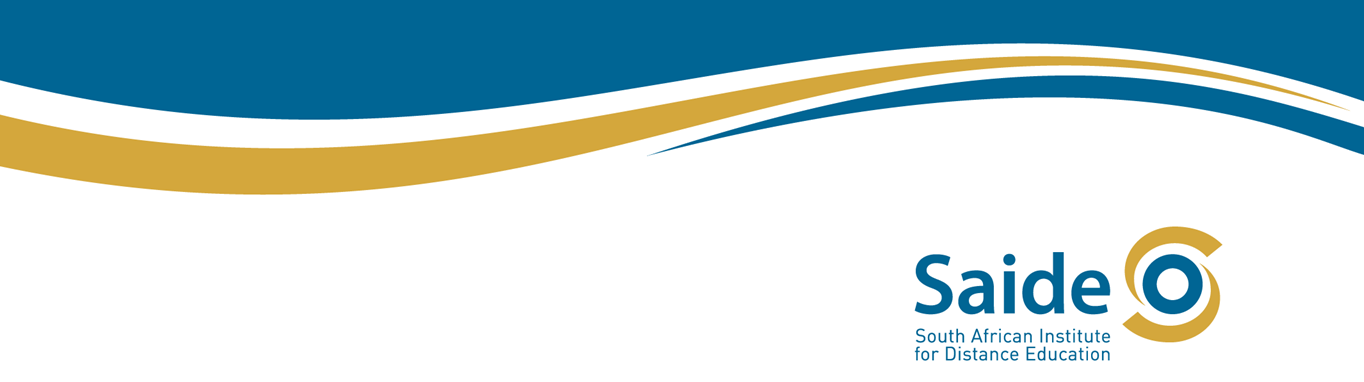 Saide
South African Institute
for Distance Education